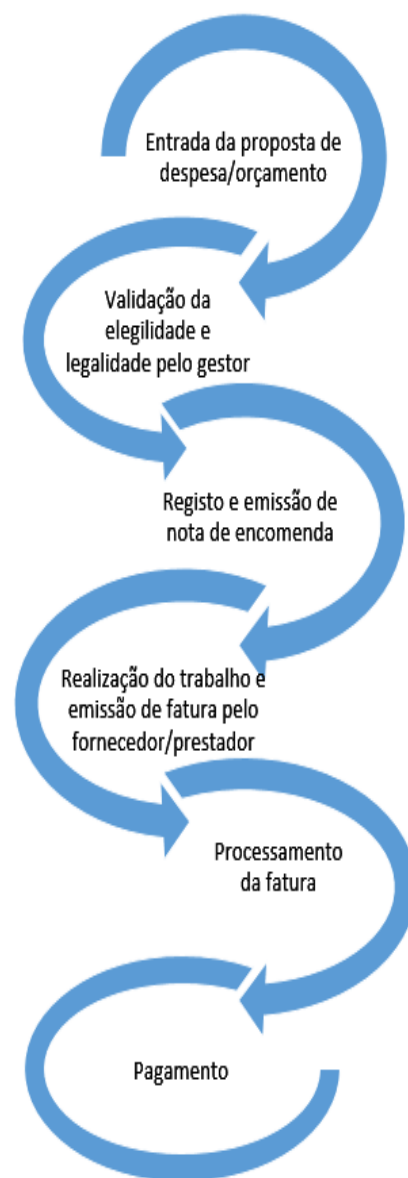 Entrada da proposta de
despesa/orçamento
Validação da
elegilidade e
legalidade pelo gestor
Registo e emissão de
nota de encomenda
Realização do trabalho e
emissão de fatura pelo
fornecedor/prestador
Processamento
da fatura
Pagamento